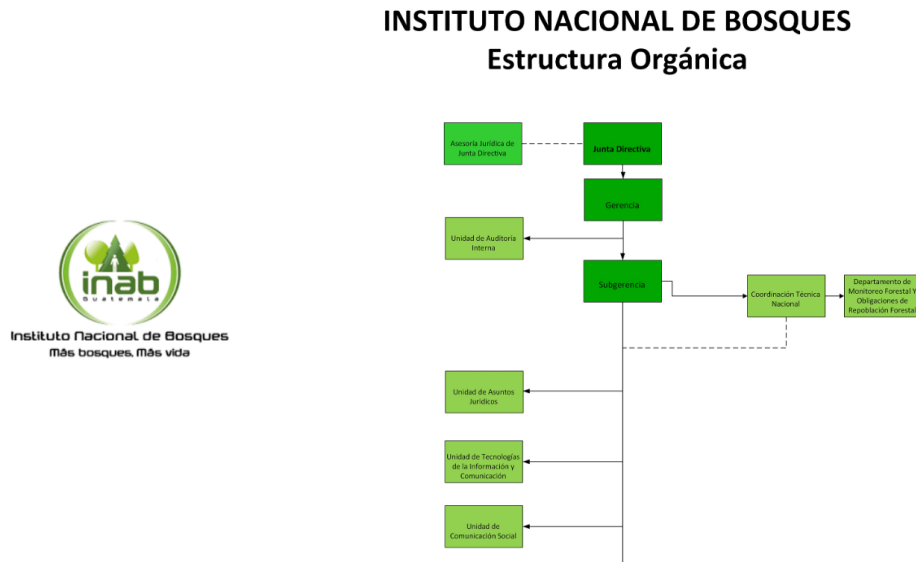 INSTITUTO NACIONAL DE BOSQUES
Estructura Orgánica
Asesoría Jurídica de
Junta Directiva
Junta Directiva
Gerencia
Unidad de Auditoría
Interna
Subgerencia
Coordinación Técnica
Nacional
Departamento de
Monitoreo Forestal Y
Obligaciones de
Repoblación Forestal
inab
Guatemala
Instituto Nacional de Bosques
Más bosques, Más vida
Unidad de Asuntos
Jurídicos
Unidad de Tecnologías
de la Información y
Comunicación
Unidad de
Comunicación Social